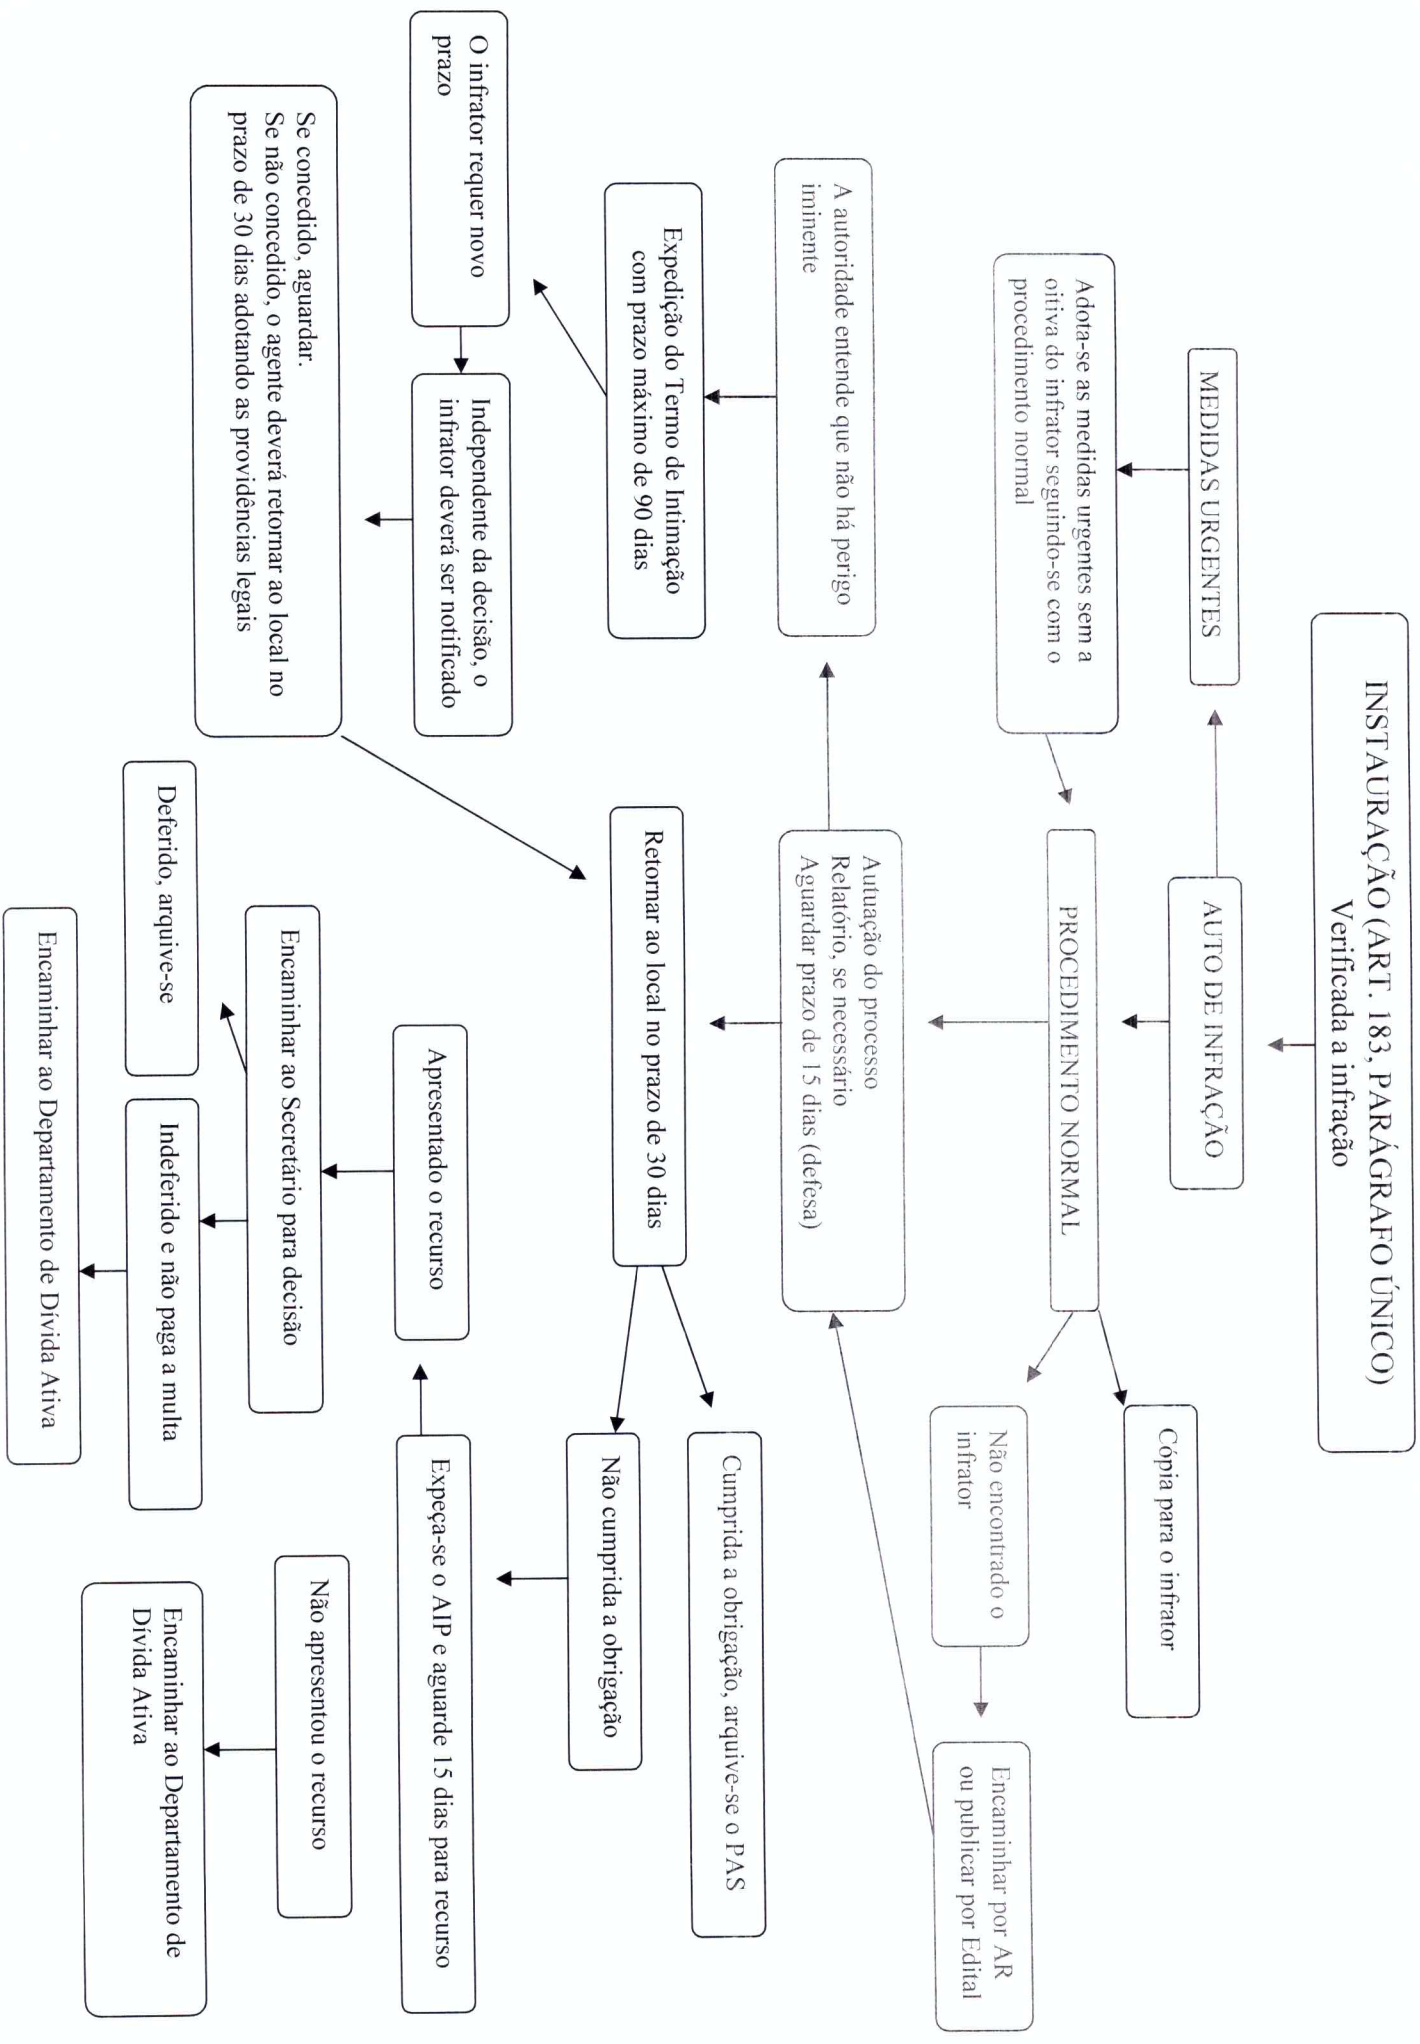 INSTAURAÇÃO (ART. 183, PARÁGRAFO ÚNICO)
Verificada a infração
MEDIDAS URGENTES
AUTO DE INFRAÇÃO
Cópia para o infrator
Adota-se as medidas urgentes sem a
oitiva do infrator seguindo-se com o
procedimento normal
PROCEDIMENTO NORMAL
Não encontrado o
infrator
Encaminhar por AR
ou publicar por Edital
A autoridade entende que não há perigo
iminente
Autuação do processo
Relatório, se necessário
Aguardar prazo de 15 dias (defesa)
Cumprida a obrigação, arquive-se o PAS
Expedição do Termo de Intimação
com prazo máximo de 90 dias
Retornar ao local no prazo de 30 dias
Não cumprida a obrigação
O infrator requer novo
prazo
Independente da decisão, o
infrator deverá ser notificado
Apresentado o recurso
Expeça-se o AIP e aguarde 15 dias para recurso
Se concedido, aguardar.
Se não concedido, o agente deverá retornar ao local no
prazo de 30 dias adotando as providências legais
Encaminhar ao Secretário para decisão
Não apresentou o recurso
Deferido, arquive-se
Indeferido e não paga a multa
Encaminhar ao Departamento de
Dívida Ativa
Encaminhar ao Departamento de Dívida Ativa